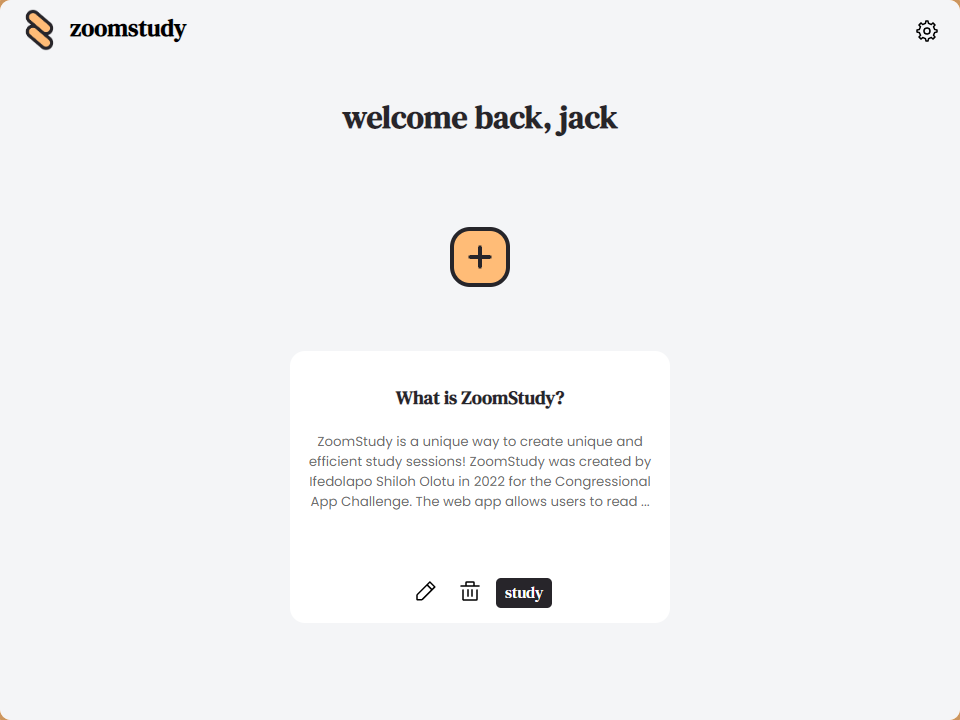 zoomstudy
welcome back, jack
What is ZoomStudy?
ZoomStudy is a unique way to create unique and
efficient study sessions! ZoomStudy was created by
Ifedolapo Shiloh Olotu in 2022 for the Congressional
App Challenge. The web app allows users to read ...
study